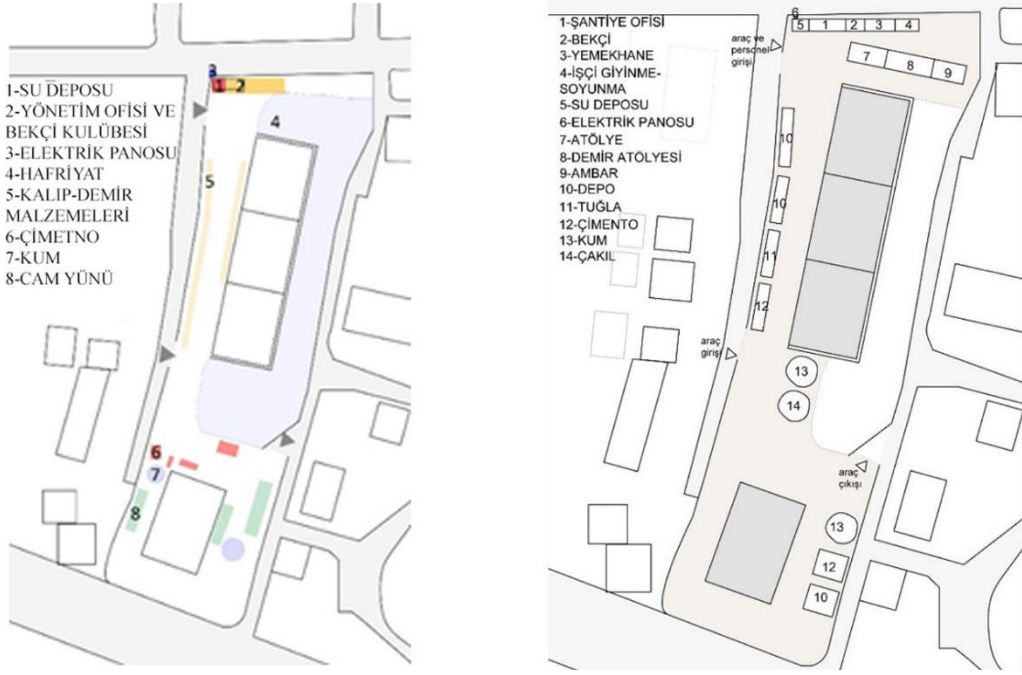 1-SU DEPOSU
2-YÖNETİM OFİSİ VE
BEKÇİ KULÜBESİ
3-ELEKTRİK PANOSU
4-HAFRİYAT
5-KALIP-DEMİR
MALZEMELERİ
6-ÇİMETNO
7-KUM
8-CAM YÜNÜ
3
1 2
4
5
6
7
8
1-ŞANTİYE OFİSİ
2-BEKÇİ
3-YEMEKHANE
4-İŞÇİ GİYİNME-
SOYUNMA
5-SU DEPOSU
6-ELEKTRİK PANOSU
7-ATÖLYE
8-DEMİR ATÖLYESİ
9-AMBAR
10-DEPO
11-TUĞLA
12-ÇİMENTO
13-KUM
14-ÇAKIL
6
5 1 2 3 4
araç ve
personel
girişi
7 8 9
10
10
11
12
araç
girişi
13
14
araç
çıkışı
13
12
10